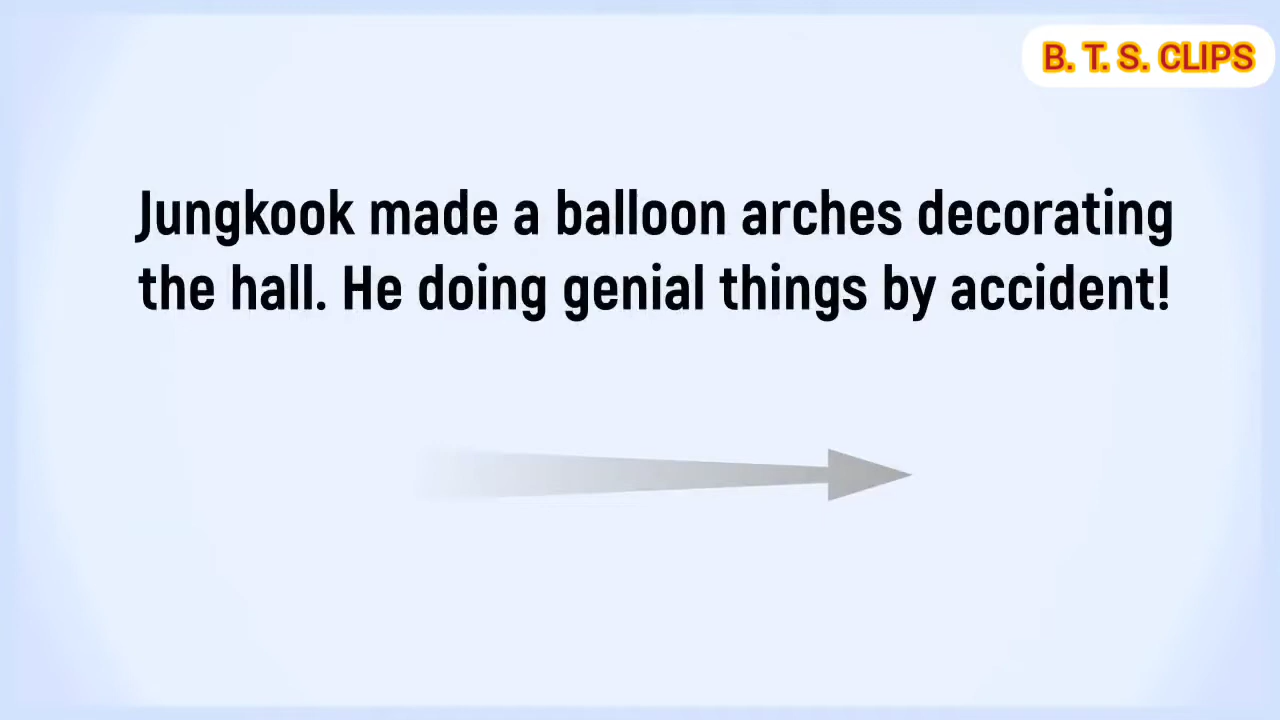 B. T. S. CLIPS
Jungkook made a balloon arches decorating
the hall. He doing genial things by accident!